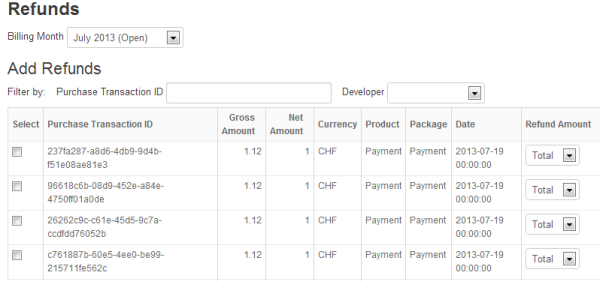 Refunds
Billing Month July 2013 (Open)
Add Refunds
Filter by: Purchase Transaction ID Developer
Select Purchase Transaction ID Gross Amount Net Amount Currency Product Package Date Refund Amount
237fa287-a8d6-4db9-9d4b- 1.12 1 CHF Payment Payment 2013-07-19 Total
f51e08ae81e3 00:00:00
96618c6b-08d9-452e-a84e- 1.12 1 CHF Payment Payment 2013-07-19 Total
4750ff01a0de 00:00:00
26262c9c-c61e-45d5-9c7a- 1.12 1 CHF Payment Payment 2013-07-19 Total
ccdfdd76052b 00:00:00
c761887b-60e5-4ee0-be99- 1.12 1 CHF Payment Payment 2013-07-19 Total
215711fe562c 00:00:00